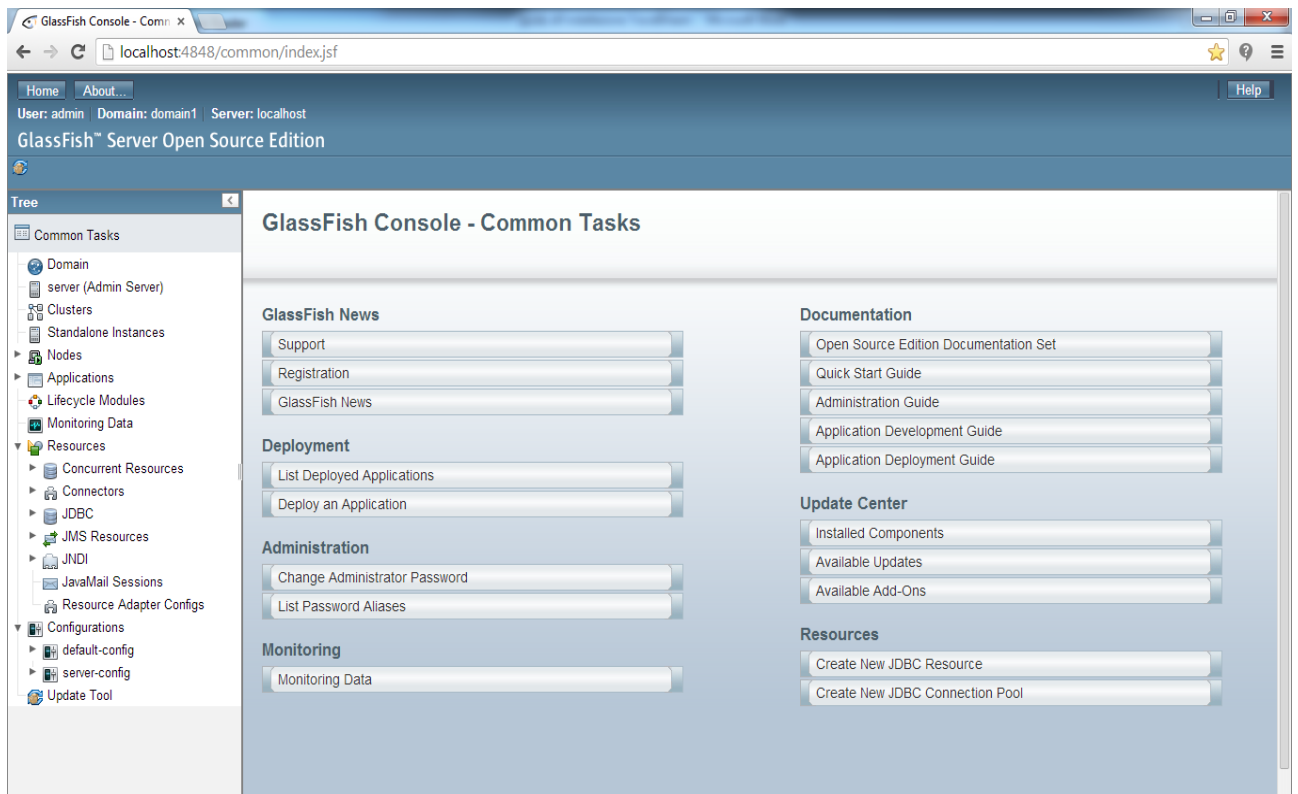 GlassFish Console - Comm
localhost:4848/common/index.jsf
Home About... Help
User: admin Domain: domain1 Server: localhost
GlassFish™ Server Open Source Edition
Tree
Common Tasks
Domain
server (Admin Server)
Clusters
Standalone Instances
Nodes
Applications
Lifecycle Modules
Monitoring Data
Resources
Concurrent Resources
Connectors
JDBC
JMS Resources
JNDI
JavaMail Sessions
Resource Adapter Configs
Configurations
default-config
server-config
Update Tool
GlassFish Console - Common Tasks
GlassFish News
Support
Registration
GlassFish News
Deployment
List Deployed Applications
Deploy an Application
Administration
Change Administrator Password
List Password Aliases
Monitoring
Monitoring Data
Documentation
Open Source Edition Documentation Set
Quick Start Guide
Administration Guide
Application Development Guide
Application Deployment Guide
Update Center
Installed Components
Available Updates
Available Add-Ons
Resources
Create New JDBC Resource
Create New JDBC Connection Pool